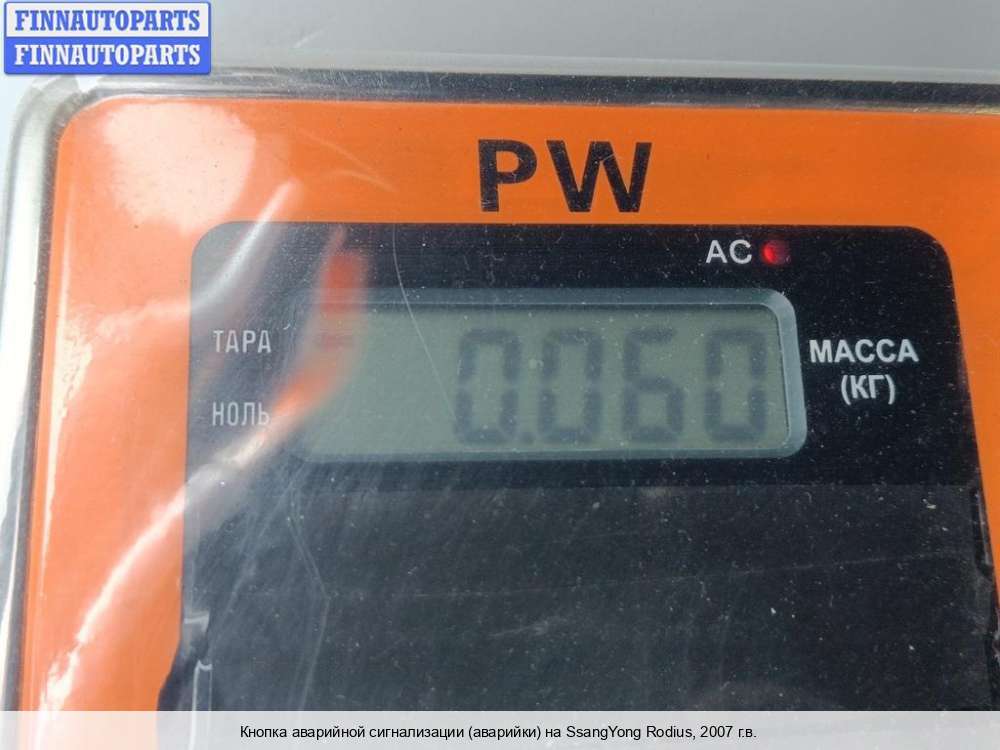 FINNAUTOPARTS
FINNAUTOPARTS
PW
AC
ТАРА
0.060
МАССА
(КГ)
НОЛЬ
Кнопка аварийной сигнализации (аварийки) на SsangYong Rodius, 2007 г.в.